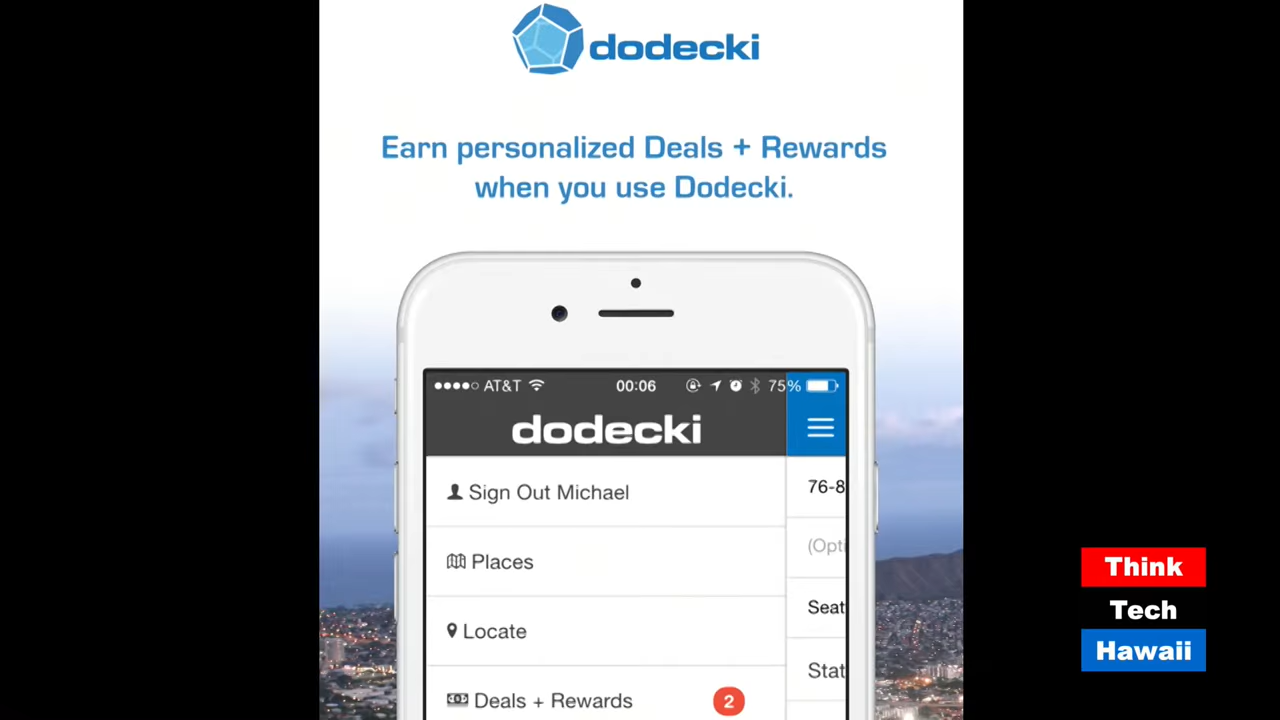 dodecki
Earn personalized Deals + Rewards
when you use Dodecki.
AT&T 00:06 75%
dodecki
Sign Out Michael
76-8
Places
(Opti
Locate
Seat
Stat
Deals + Rewards 2
Think
Tech
Hawaii